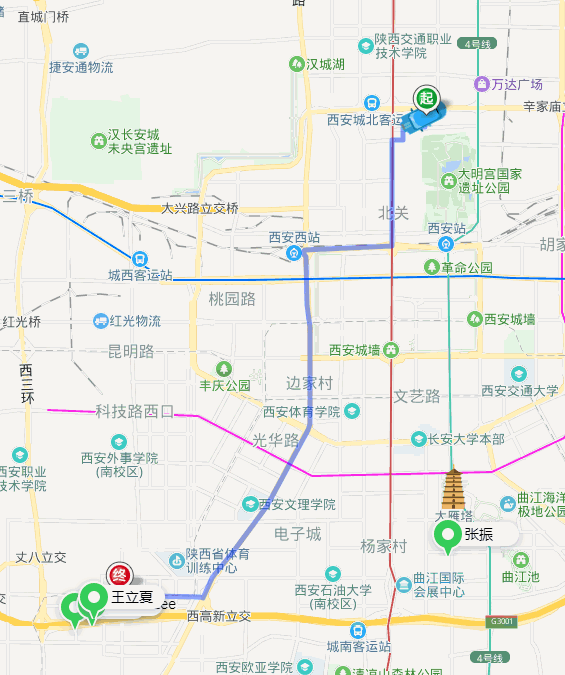 直城门桥
路
陕西交通职业
技术学院
4号线
捷安通物流
汉城湖
万达广场
起
西安城北客运
辛家庙立
汉长安城
未央宫遗址
大明宫国家
遗址公园
三桥
大兴路立交桥
北关
西安站
西安西站
胡家
城西客运站
革命公园
桃园路
红光桥
红光物流
西安城墙
昆明路
西安城墙
西三环
丰庆公园
边家村
西安交通大学
文艺路
科技路西口
西安体育学院
光华路
长安大学本部
西安外事学院
(南校区)
西安职业
技术学院
西安文理学院
曲江海洋
极地公园
大雁塔
电子城
张振
杨家村
丈八立交
陕西省体育
训练中心
终
西安石油大学
(南校区)
曲江国际
会展中心
曲江池
王立夏
ee
交
西高新立交
G3001
城南客运站
4号线
西安欧亚学院
清凉山森林公园